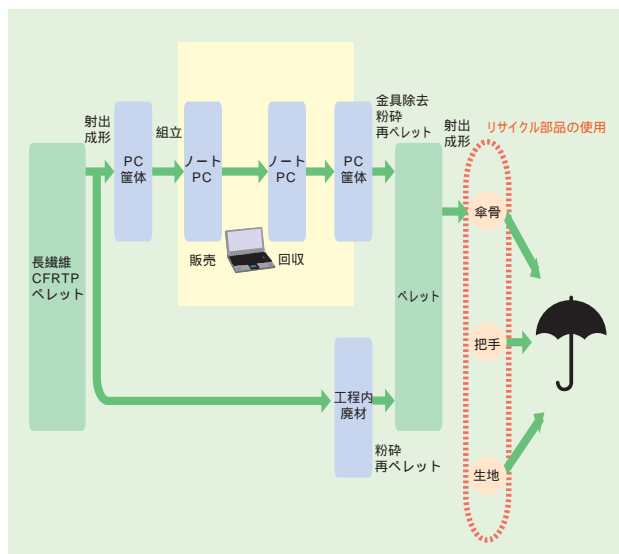 長繊維
CFRTP
ペレット
射出
成形
PC
筐体
組立
ノート
PC
販売
ノート
PC
回収
PC
筐体
金具除去
粉砕
再ペレット
工程内
廃材
粉砕
再ペレット
ペレット
射出
成形
リサイクル部品の使用
傘骨
把手
生地